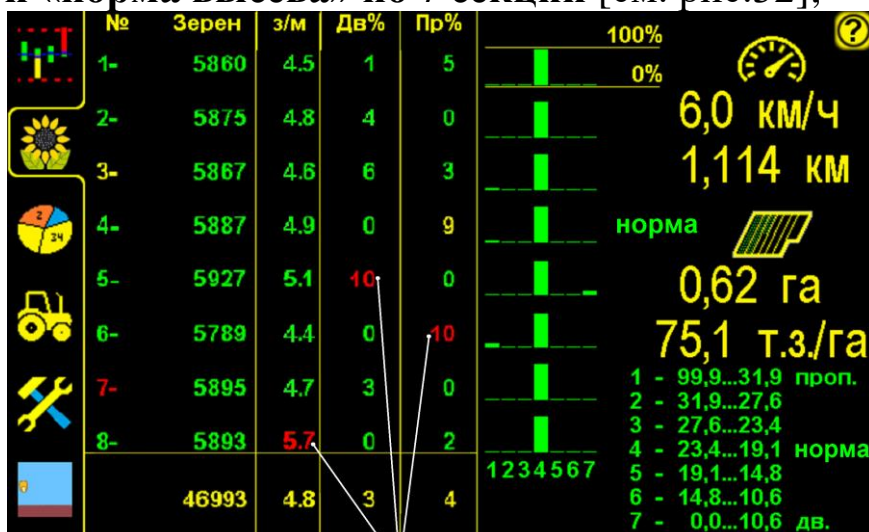 и «норма высева» по 7 секции [см. рис.32],
№ Зерен з/м Дв% Пр% 100% ?
1- 5860 4.5 1 5 0%
2- 5875 4.8 4 0 6,0 км/ч
3- 5867 4.6 6 3 1,114 км
4- 5887 4.9 0 9 норма
5- 5927 5.1 10 0 0,62 га
6- 5789 4.4 0 10 75,1 т.з./га
7- 5895 4.7 3 0
8- 5893 5.7 0 2
46993 4.8 3 4
1234567
1 - 99,9...31,9 проп.
2 - 31,9...27,6
3 - 27,6...23,4
4 - 23,4...19,1 норма
5 - 19,1...14,8
6 - 14,8...10,6
7 - 0,0...10,6 дв.
2
34